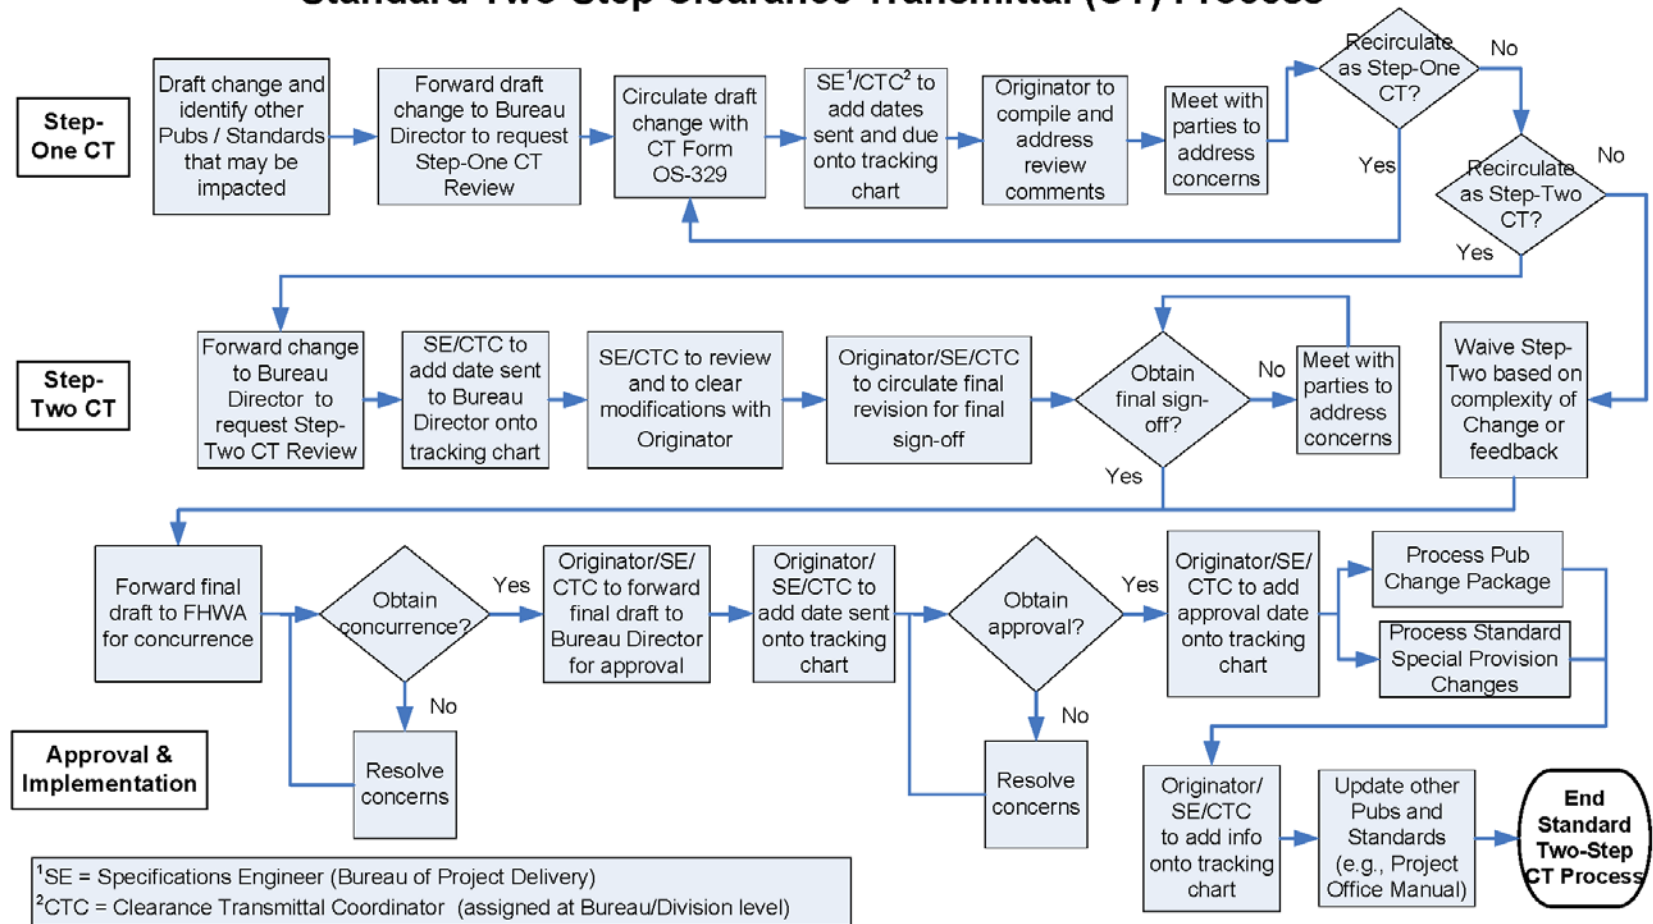 Standard Two-Step Clearance Transmittal (CT) Process
Step-
One CT
Draft change and
identify other
Pubs / Standards
that may be
impacted
Forward draft
change to Bureau
Director to request
Step-One CT
Review
Circulate draft
change with
CT Form
OS-329
SE¹/CTC² to
add dates
sent and due
onto tracking
chart
Originator to
compile and
address
review
comments
Meet with
parties to
address
concerns
Recirculate
as Step-One
CT?
No
Yes
Recirculate
as Step-Two
CT?
No
Yes
Step-
Two CT
Forward change
to Bureau
Director to
request Step-
Two CT Review
SE/CTC to
add date sent
to Bureau
Director onto
tracking chart
SE/CTC to review
and to clear
modifications with
Originator
Originator/SE/CTC
to circulate final
revision for final
sign-off
Obtain
final sign-
off?
No
Yes
Meet with
parties to
address
concerns
Waive Step-
Two based on
complexity of
Change or
feedback
Approval &
Implementation
Forward final
draft to FHWA
for concurrence
Obtain
concurrence?
Yes
No
Resolve
concerns
Originator/SE/
CTC to forward
final draft to
Bureau Director
for approval
Originator/
SE/CTC to
add date sent
onto tracking
chart
Obtain
approval?
Yes
No
Resolve
concerns
Originator/SE/
CTC to add
approval date
onto tracking
chart
Process Pub
Change Package
Process Standard
Special Provision
Changes
Originator/
SE/CTC
to add info
onto tracking
chart
Update other
Pubs and
Standards
(e.g., Project
Office Manual)
End
Standard
Two-Step
CT Process
¹SE = Specifications Engineer (Bureau of Project Delivery)
²CTC = Clearance Transmittal Coordinator (assigned at Bureau/Division level)